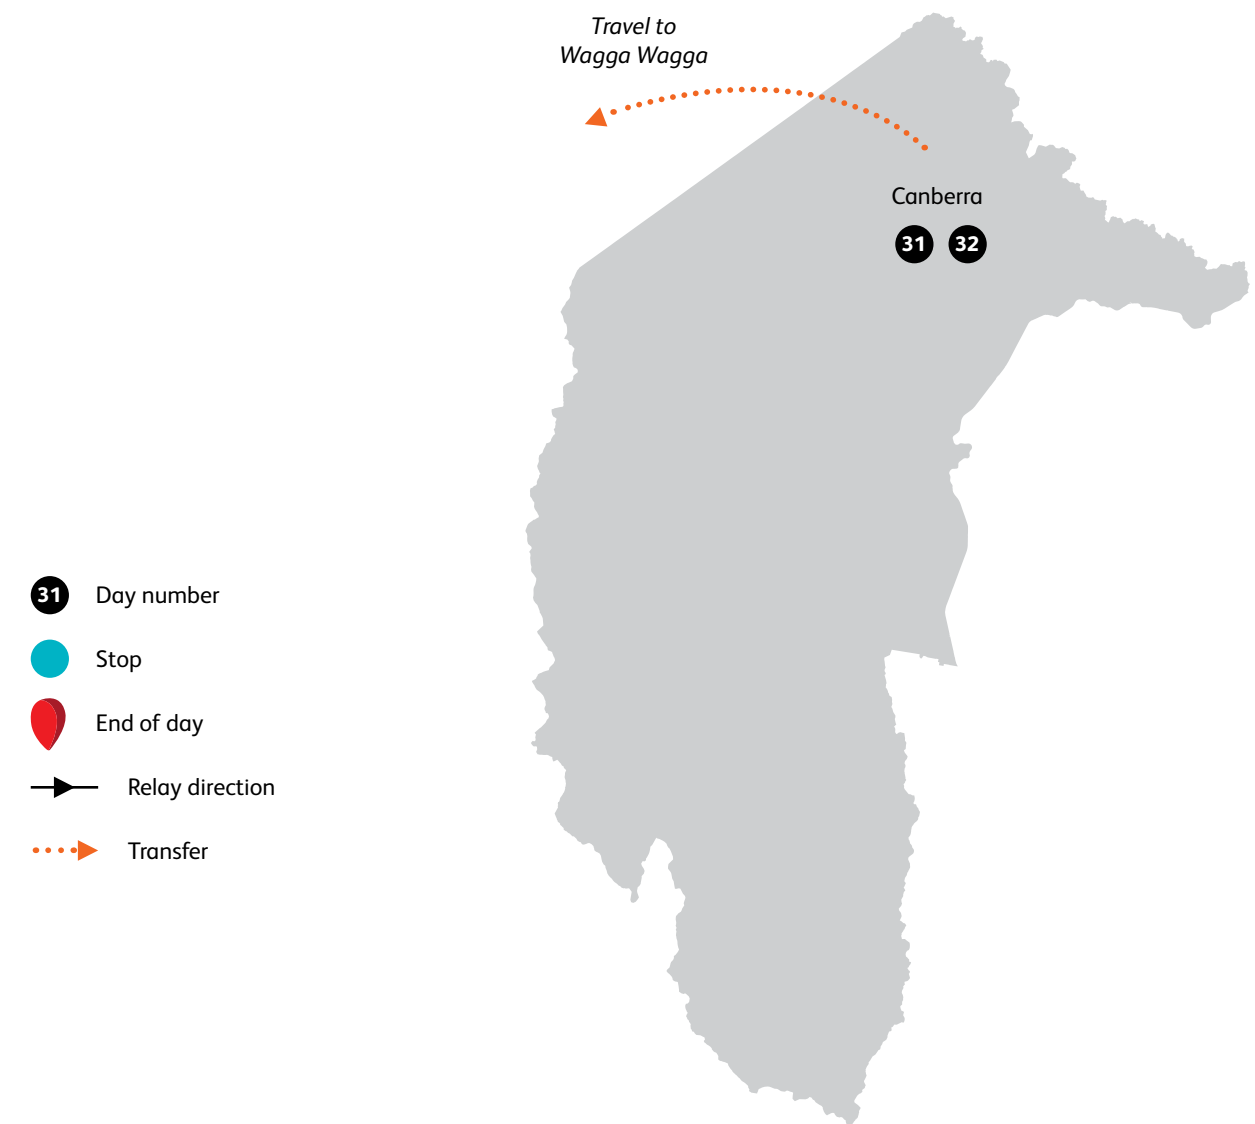 Travel to
Wagga Wagga
Canberra
31 32
31 Day number
Stop
End of day
Relay direction
Transfer